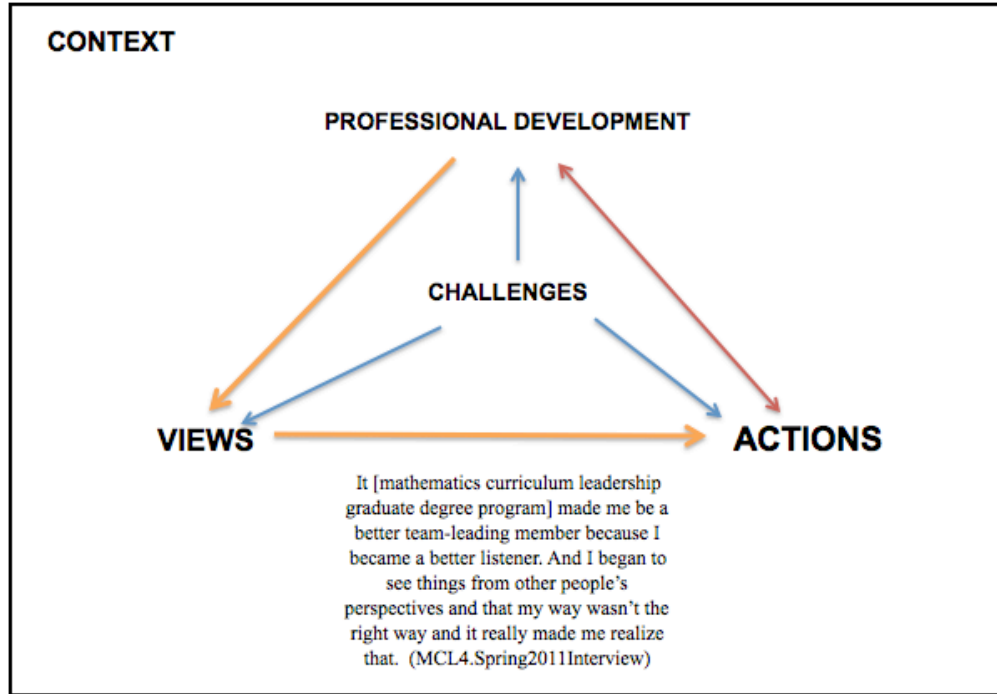 CONTEXT
PROFESSIONAL DEVELOPMENT
CHALLENGES
VIEWS
ACTIONS
It [mathematics curriculum leadership
graduate degree program] made me be a
better team-leading member because I
became a better listener. And I began to
see things from other people’s
perspectives and that my way wasn’t the
right way and it really made me realize
that.  (MCL4.Spring2011Interview)